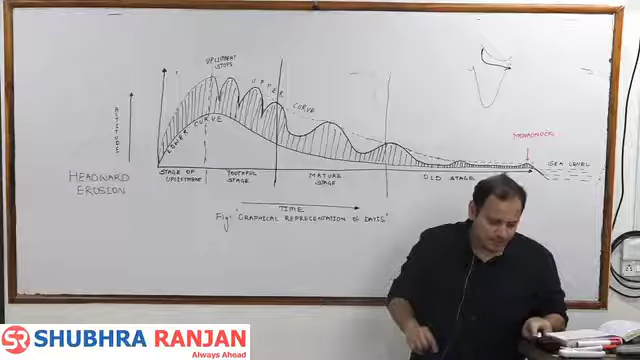 UPLIFTMENT
STOPS
UPPER CURVE
LOWER CURVE
ALTITUDE
HEADWARD
EROSION
MONADNOCK
SEA LEVEL
STAGE OF
UPLIFTMENT
YOUTHFUL
STAGE
MATURE
STAGE
OLD STAGE
TIME
Fig: "GRAPHICAL REPRESENTATION OF DAVIS"
SR SHUBHRA RANJAN
Always Ahead